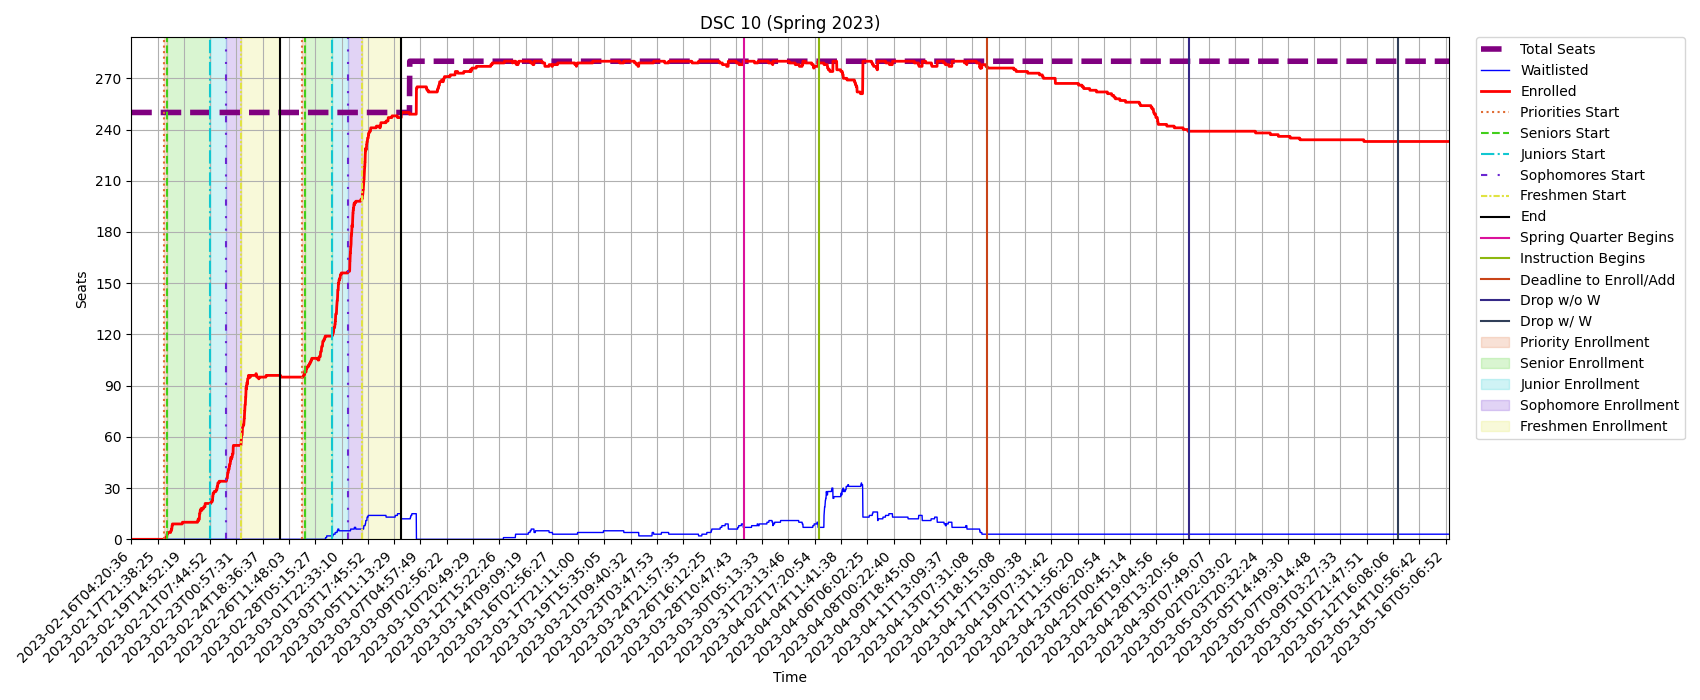 DSC 10 (Spring 2023)
Seats
270
240
210
180
150
120
90
60
30
0
2023-02-16T04:20:36
2023-02-17T21:38:25
2023-02-19T14:52:19
2023-02-21T07:44:52
2023-02-23T00:57:31
2023-02-24T18:36:37
2023-02-26T11:48:03
2023-02-28T05:15:27
2023-03-01T22:33:10
2023-03-03T17:45:52
2023-03-05T11:13:29
2023-03-07T04:57:49
2023-03-09T02:56:22
2023-03-10T20:49:29
2023-03-12T15:22:26
2023-03-14T09:09:19
2023-03-16T02:56:27
2023-03-17T21:11:00
2023-03-19T15:35:05
2023-03-21T09:40:32
2023-03-23T03:47:53
2023-03-24T21:57:35
2023-03-26T16:12:25
2023-03-28T10:47:43
2023-03-30T05:13:33
2023-03-31T23:13:46
2023-04-02T17:20:54
2023-04-04T11:41:38
2023-04-06T06:02:25
2023-04-08T00:22:40
2023-04-09T18:45:00
2023-04-11T13:09:37
2023-04-13T07:31:08
2023-04-15T18:15:08
2023-04-17T13:00:38
2023-04-19T07:31:42
2023-04-21T11:56:20
2023-04-23T06:20:54
2023-04-25T00:45:14
2023-04-26T19:04:56
2023-04-28T13:20:56
2023-04-30T07:49:07
2023-05-02T02:03:02
2023-05-03T20:32:24
2023-05-05T14:49:30
2023-05-07T09:14:48
2023-05-09T03:27:33
2023-05-10T21:47:51
2023-05-12T16:08:06
2023-05-14T10:56:42
2023-05-16T05:06:52
Time
Total Seats
Waitlisted
Enrolled
Priorities Start
Seniors Start
Juniors Start
Sophomores Start
Freshmen Start
End
Spring Quarter Begins
Instruction Begins
Deadline to Enroll/Add
Drop w/o W
Drop w/ W
Priority Enrollment
Senior Enrollment
Junior Enrollment
Sophomore Enrollment
Freshmen Enrollment